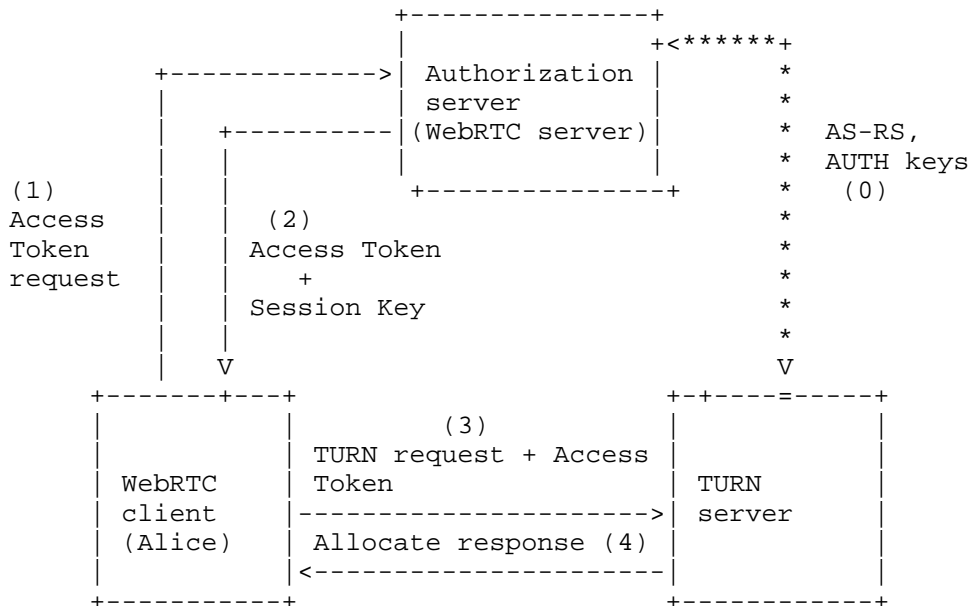 Authorization
server
(WebRTC server)
AS-RS,
AUTH keys
(0)
(1)
Access
Token
request
(2)
Access Token
+
Session Key
V
V
(3)
TURN request + Access
Token
WebRTC
client
(Alice)
TURN
server
Allocate response (4)